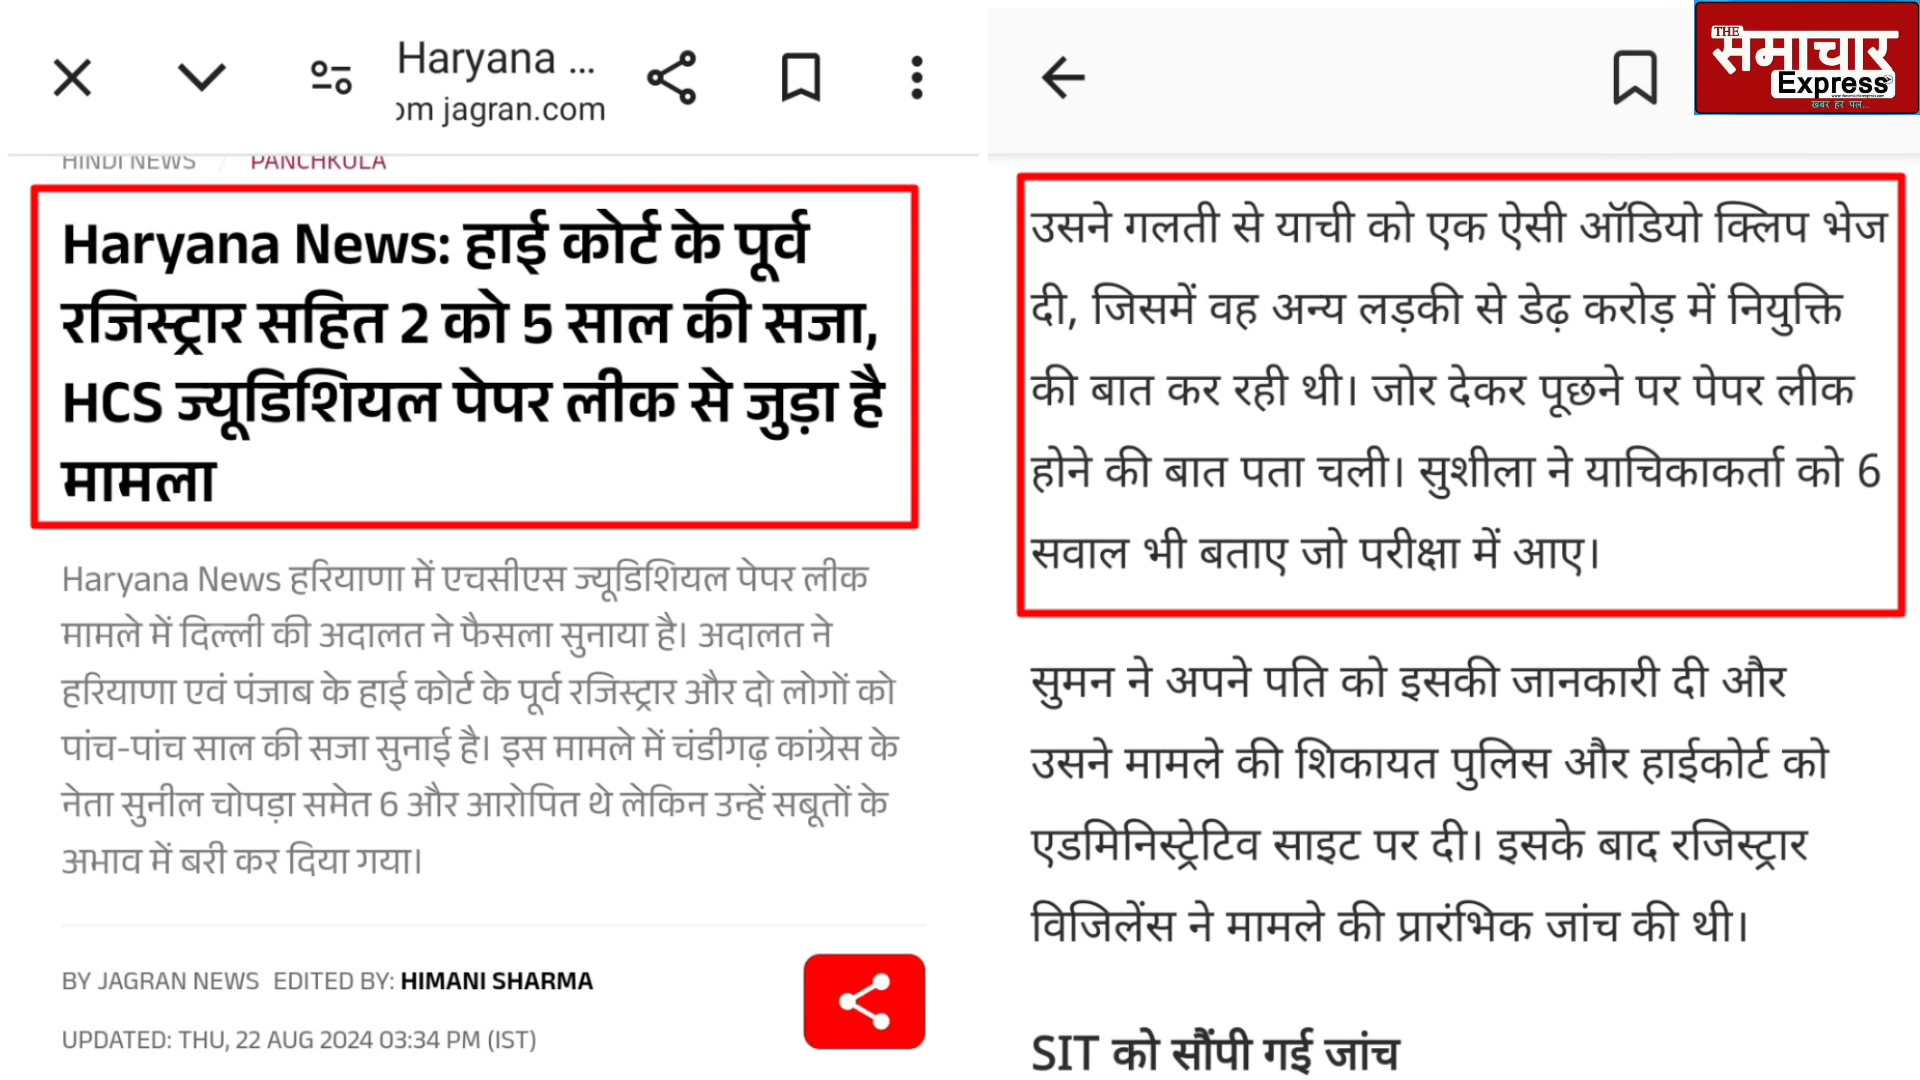 Haryana ...
om jagran.com
HINDI NEWS / PANCHKULA
Haryana News: हाई कोर्ट के पूर्व
रजिस्ट्रार सहित 2 को 5 साल की सजा,
HCS ज्यूडिशियल पेपर लीक से जुड़ा है
मामला
Haryana News हरियाणा में एचसीएस ज्यूडिशियल पेपर लीक
मामले में दिल्ली की अदालत ने फैसला सुनाया है। अदालत ने
हरियाणा एवं पंजाब के हाई कोर्ट के पूर्व रजिस्ट्रार और दो लोगों को
पांच-पांच साल की सजा सुनाई है। इस मामले में चंडीगढ़ कांग्रेस के
नेता सुनील चोपड़ा समेत 6 और आरोपित थे लेकिन उन्हें सबूतों के
अभाव में बरी कर दिया गया।
BY JAGRAN NEWS EDITED BY: HIMANI SHARMA
UPDATED: THU, 22 AUG 2024 03:34 PM (IST)
THE
समाचार
Express
ख़बर हर पल...
उसने गलती से याची को एक ऐसी ऑडियो क्लिप भेज
दी, जिसमें वह अन्य लड़की से डेढ़ करोड़ में नियुक्ति
की बात कर रही थी। जोर देकर पूछने पर पेपर लीक
होने की बात पता चली। सुशीला ने याचिकाकर्ता को 6
सवाल भी बताए जो परीक्षा में आए।
सुमन ने अपने पति को इसकी जानकारी दी और
उसने मामले की शिकायत पुलिस और हाईकोर्ट को
एडमिनिस्ट्रेटिव साइट पर दी। इसके बाद रजिस्ट्रार
विजिलेंस ने मामले की प्रारंभिक जांच की थी।
SIT को सौंपी गई जांच